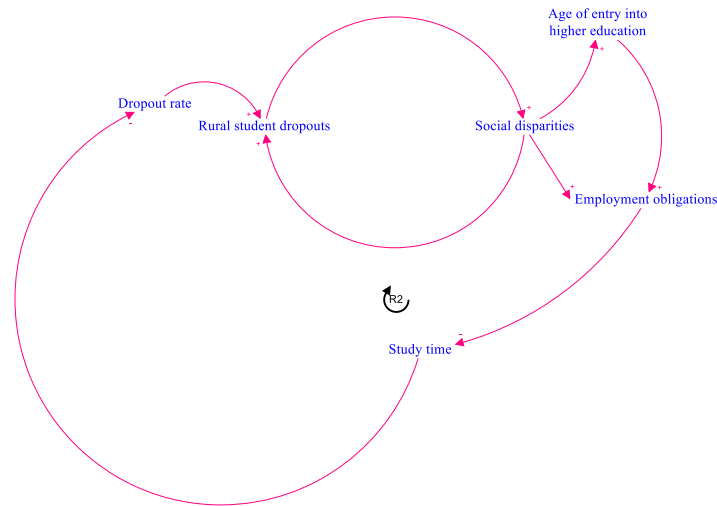 Age of entry into
higher education
+
Dropout rate
-
+
Rural student dropouts
+
+
Social disparities
+
Employment obligations
+
R2
-
Study time